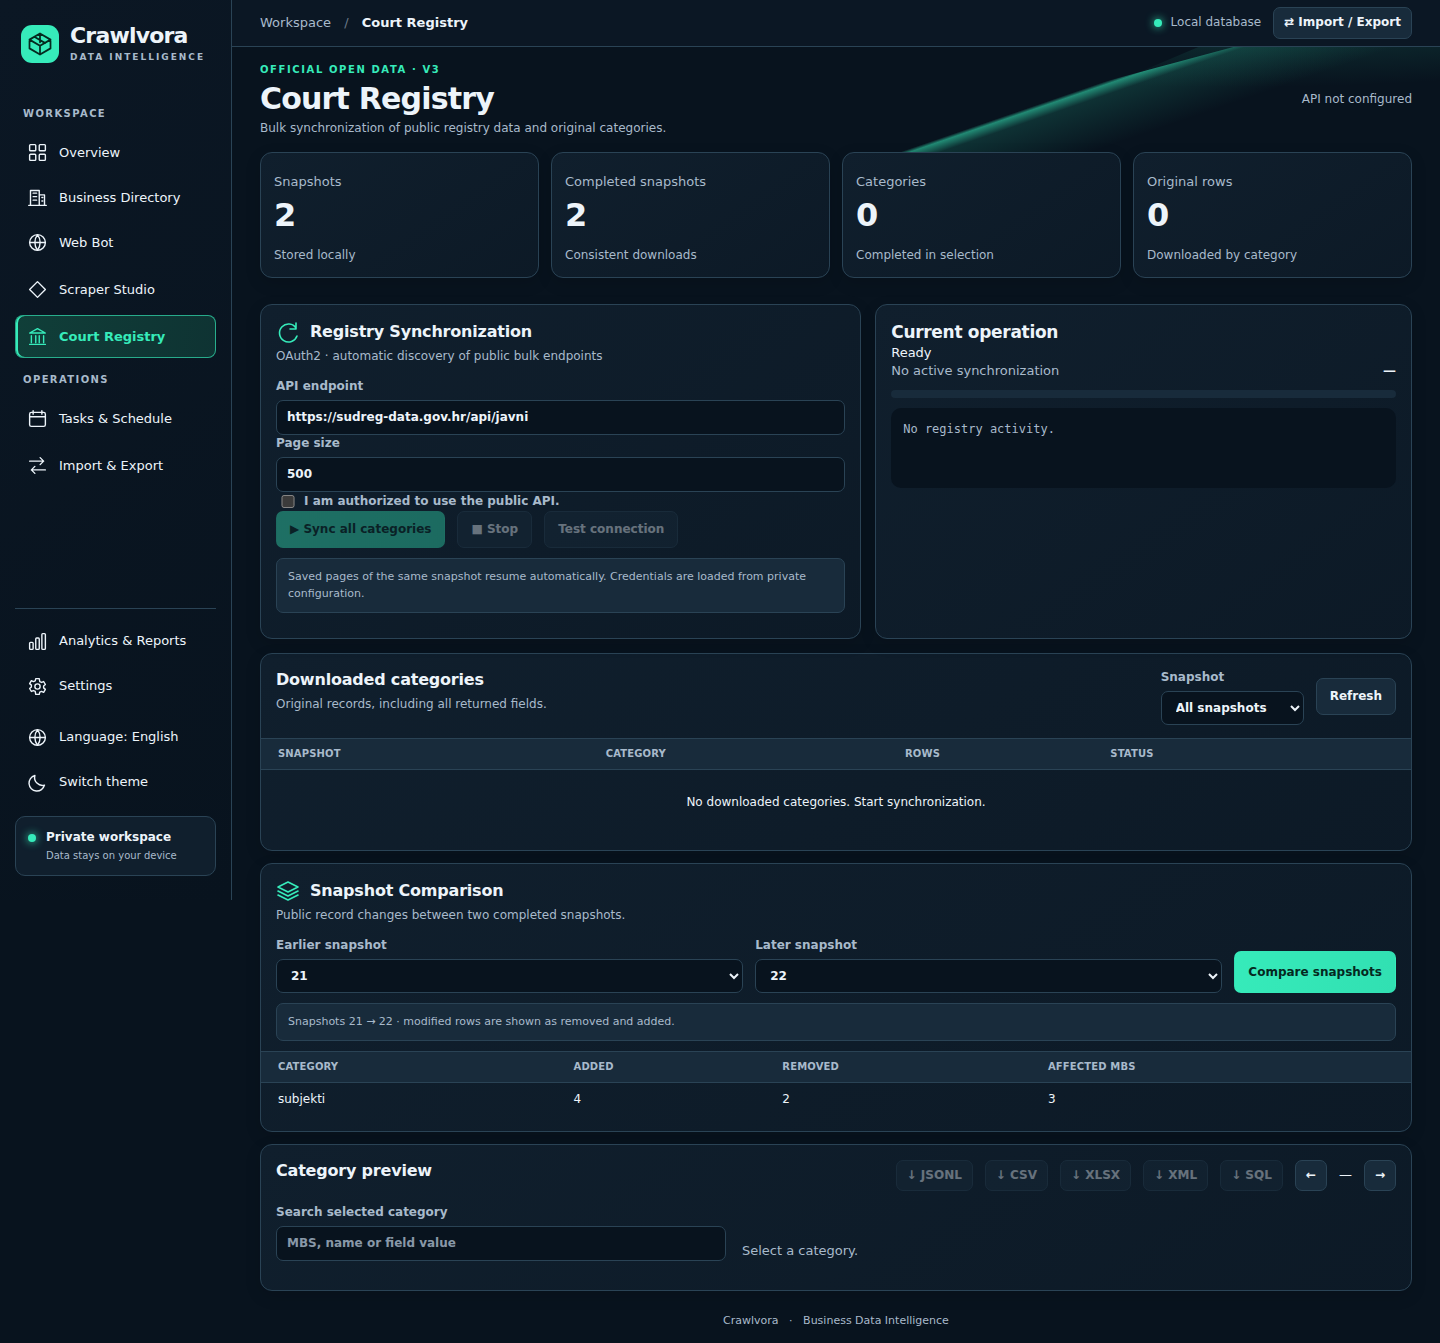 Crawlvora
DATA INTELLIGENCE
WORKSPACE
Overview
Business Directory
Web Bot
Scraper Studio
Court Registry
OPERATIONS
Tasks & Schedule
Import & Export
Analytics & Reports
Settings
Language: English
Switch theme
Private workspace
Data stays on your device
Workspace / Court Registry
Local database
⇄ Import / Export
OFFICIAL OPEN DATA · V3
Court Registry
Bulk synchronization of public registry data and original categories.
API not configured
Snapshots
2
Stored locally
Completed snapshots
2
Consistent downloads
Categories
0
Completed in selection
Original rows
0
Downloaded by category
Registry Synchronization
OAuth2 · automatic discovery of public bulk endpoints
API endpoint
https://sudreg-data.gov.hr/api/javni
Page size
500
I am authorized to use the public API.
▶ Sync all categories
■ Stop
Test connection
Saved pages of the same snapshot resume automatically. Credentials are loaded from private
configuration.
Current operation
Ready
No active synchronization —
No registry activity.
Downloaded categories
Original records, including all returned fields.
Snapshot
All snapshots
Refresh
SNAPSHOT CATEGORY ROWS STATUS
No downloaded categories. Start synchronization.
Snapshot Comparison
Public record changes between two completed snapshots.
Earlier snapshot
21
Later snapshot
22
Compare snapshots
Snapshots 21 → 22 · modified rows are shown as removed and added.
CATEGORY ADDED REMOVED AFFECTED MBS
subjekti 4 2 3
Category preview
↓ JSONL ↓ CSV ↓ XLSX ↓ XML ↓ SQL ← — →
Search selected category
MBS, name or field value
Select a category.
Crawlvora · Business Data Intelligence